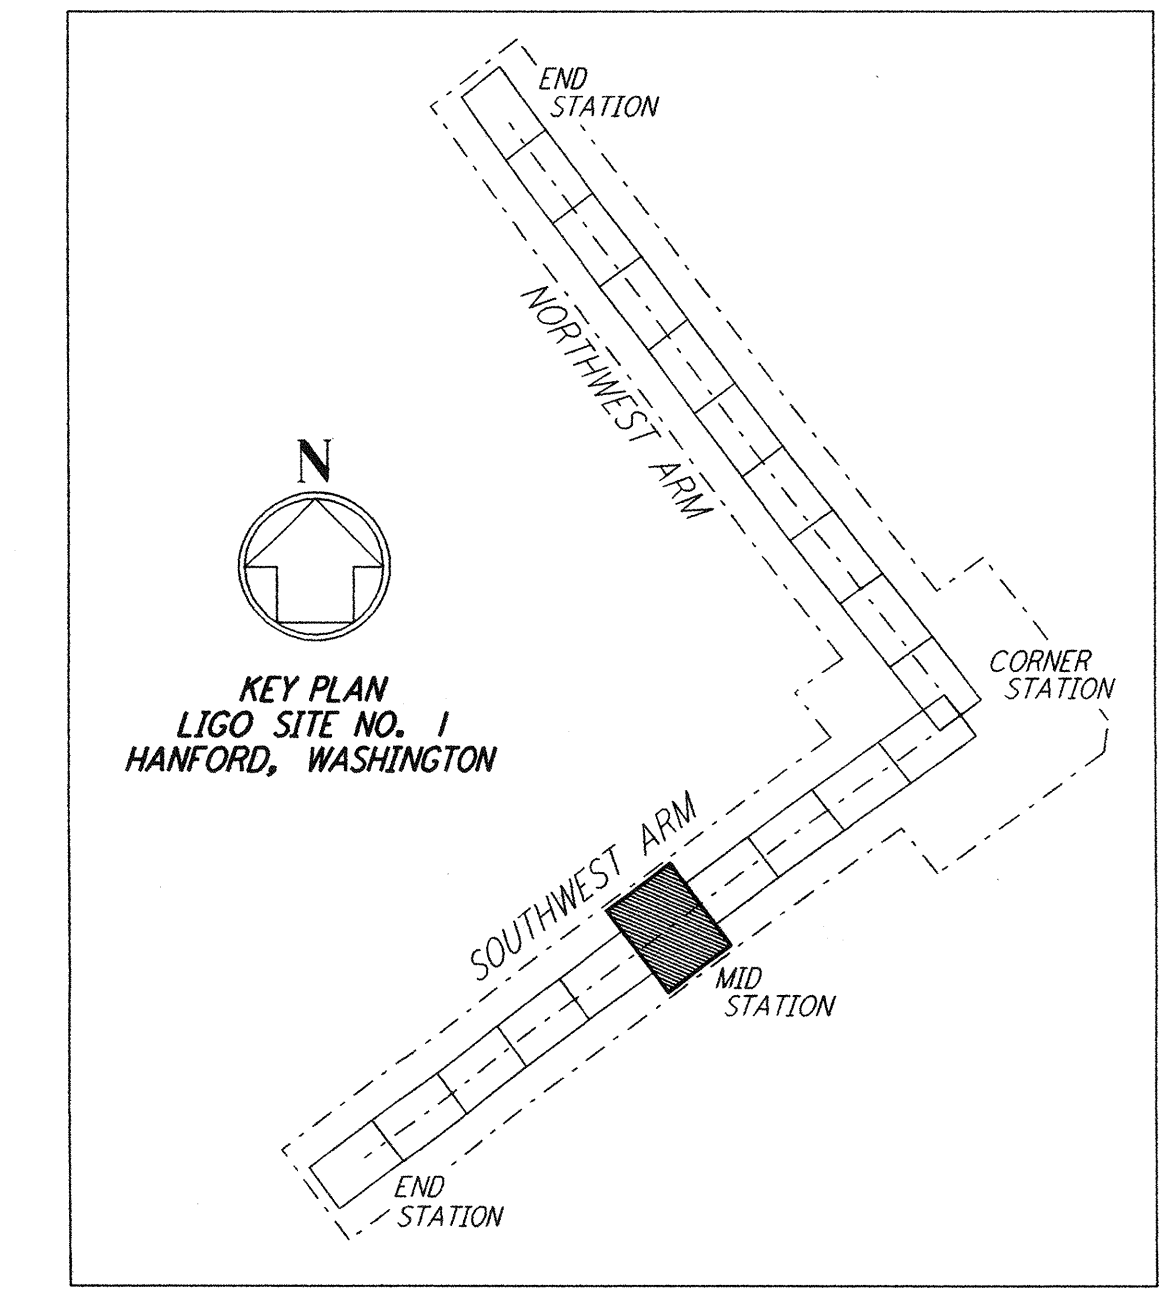 END
STATION
NORTHWEST ARM
N
CORNER
STATION
KEY PLAN
LIGO SITE NO. 1
HANFORD, WASHINGTON
SOUTHWEST ARM
MID
STATION
END
STATION